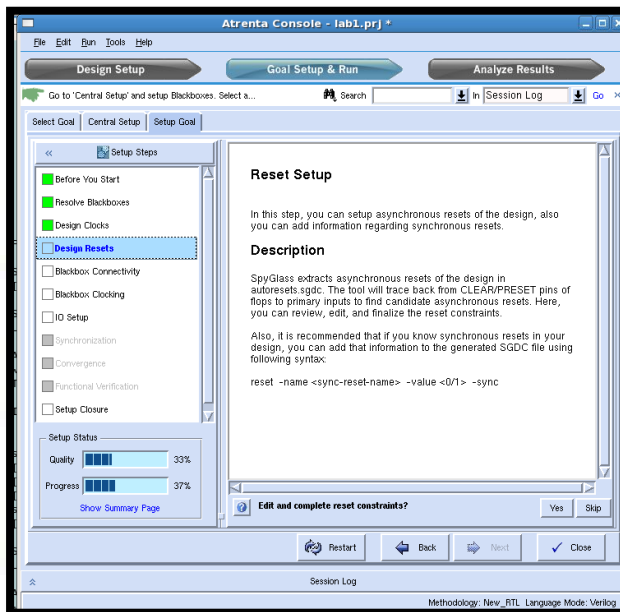 Atrenta Console - lab1.prj *
File Edit Run Tools Help
Design Setup
Goal Setup & Run
Analyze Results
Go to 'Central Setup' and setup Blackboxes. Select a...
Search
In
Session Log
Go
Select Goal
Central Setup
Setup Goal
Setup Steps
Before You Start
Resolve Blackboxes
Design Clocks
Design Resets
Blackbox Connectivity
Blackbox Clocking
IO Setup
Synchronization
Convergence
Functional Verification
Setup Closure
Setup Status
Quality 33%
Progress 37%
Show Summary Page
Reset Setup
In this step, you can setup asynchronous resets of the design, also
you can add information regarding synchronous resets.
Description
SpyGlass extracts asynchronous resets of the design in
autoresets.sgdc. The tool will trace back from CLEAR/PRESET pins of
flops to primary inputs to find candidate asynchronous resets. Here,
you can review, edit, and finalize the reset constraints.
Also, it is recommended that if you know synchronous resets in your
design, you can add that information to the generated SGDC file using
following syntax:
reset -name <sync-reset-name> -value <0/1> -sync
Edit and complete reset constraints?
Yes
Skip
Restart
Back
Next
Close
Session Log
Methodology: New_RTL Language Mode: Verilog